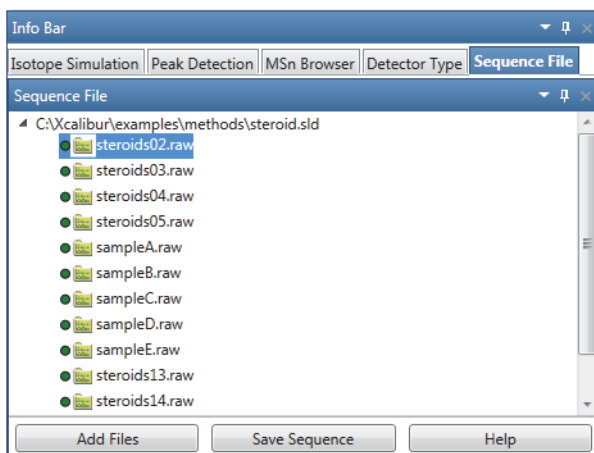 Info Bar
Isotope Simulation Peak Detection MSn Browser Detector Type Sequence File
Sequence File
C:\Xcalibur\examples\methods\steroid.sld
steroids02.raw
steroids03.raw
steroids04.raw
steroids05.raw
sampleA.raw
sampleB.raw
sampleC.raw
sampleD.raw
sampleE.raw
steroids13.raw
steroids14.raw
Add Files Save Sequence Help